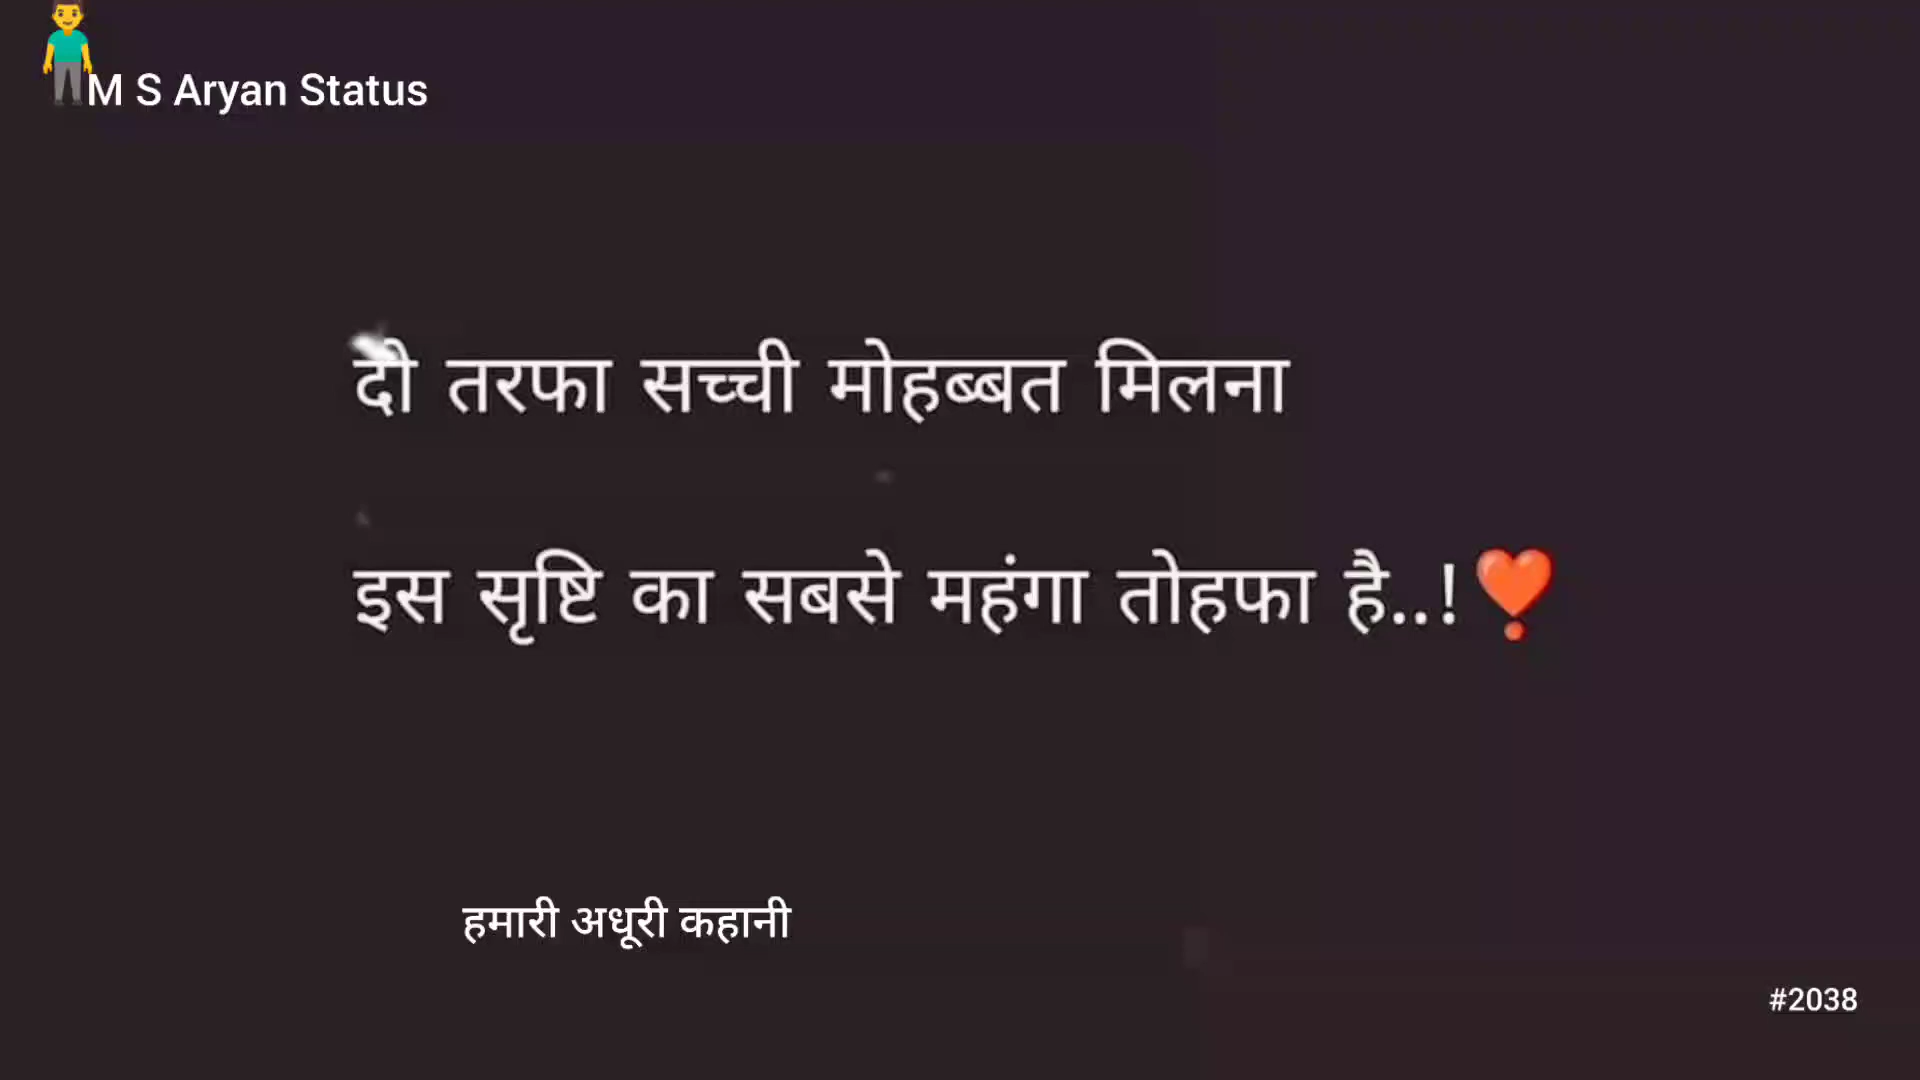 M S Aryan Status
दो तरफा सच्ची मोहब्बत मिलना
इस सृष्टि का सबसे महंगा तोहफा है..!❣️
हमारी अधूरी कहानी
#2038